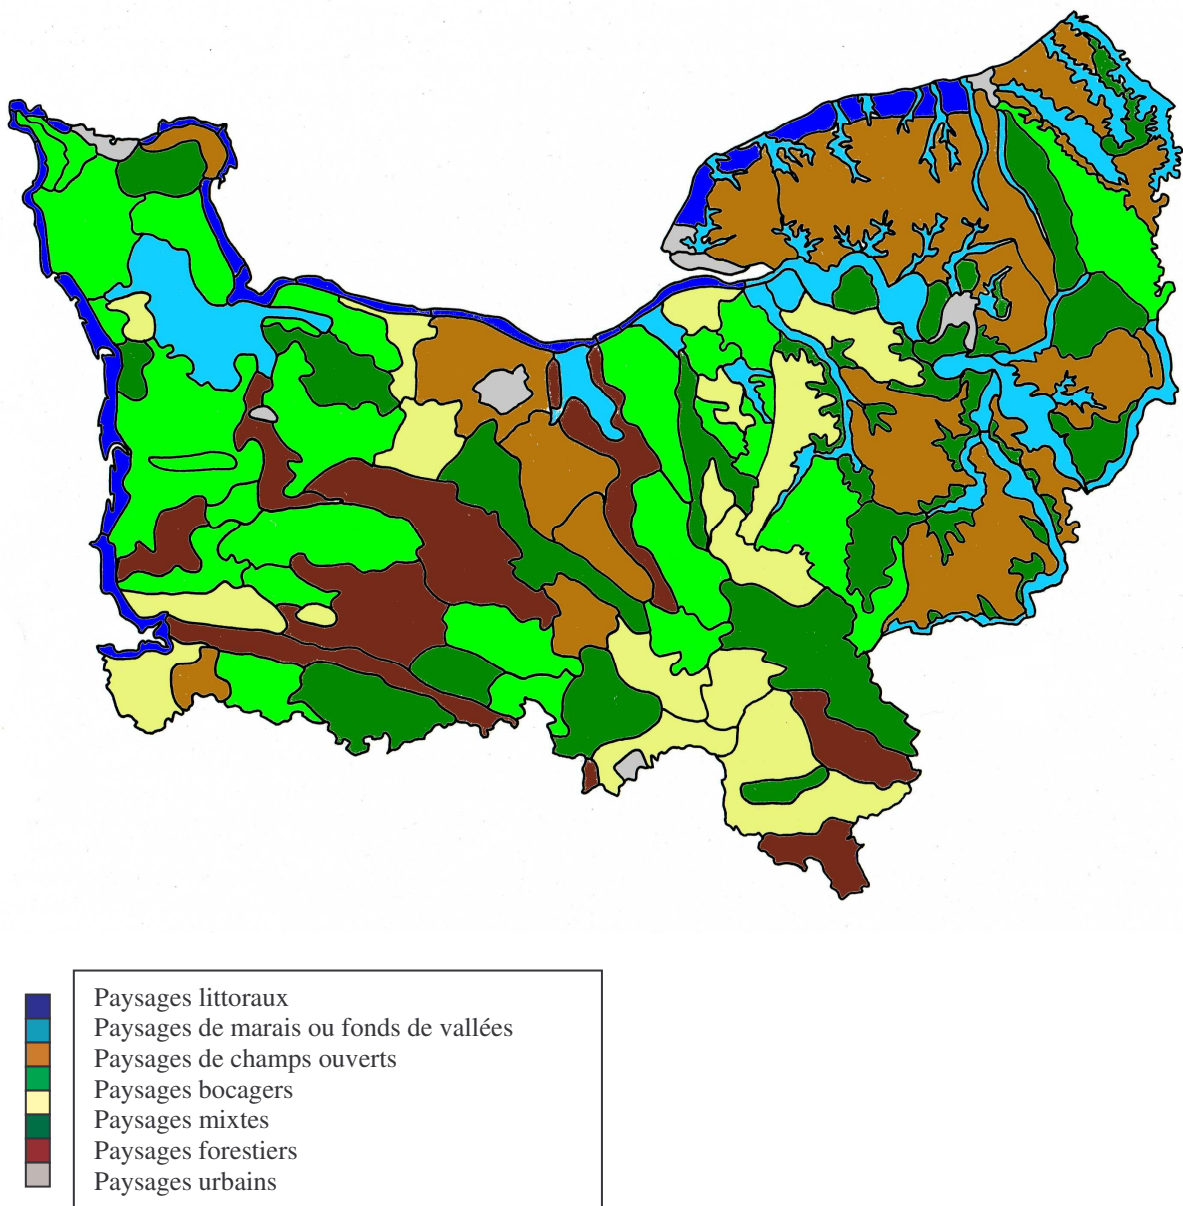 Paysages littoraux
Paysages de marais ou fonds de vallées
Paysages de champs ouverts
Paysages bocagers
Paysages mixtes
Paysages forestiers
Paysages urbains